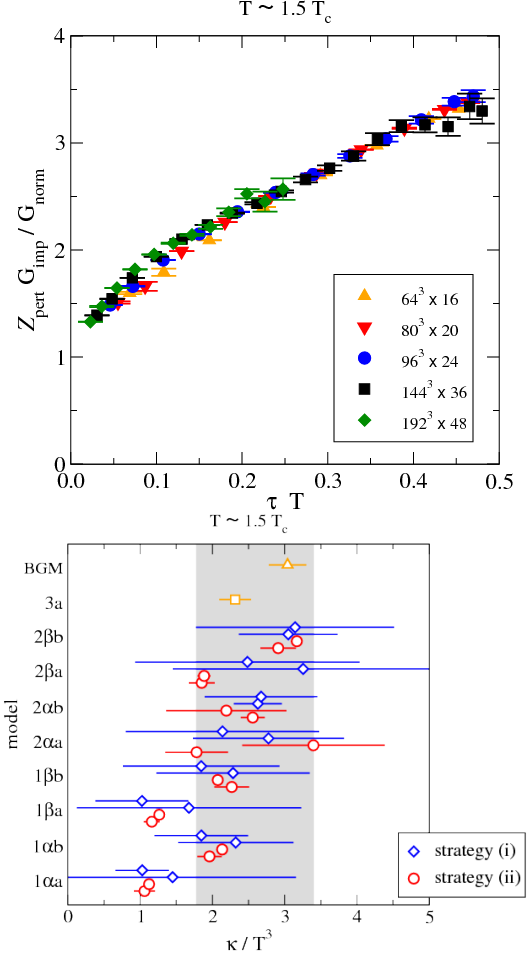 T ~ 1.5 T_c
Z_pert G_imp / G_norm
4
3
2
1
0
64^3 x 16
80^3 x 20
96^3 x 24
144^3 x 36
192^3 x 48
0.0 0.1 0.2 0.3 0.4 0.5
τ T
T ~ 1.5 T_c
model
BGM
3a
2βb
2βa
2αb
2αa
1βb
1βa
1αb
1αa
strategy (i)
strategy (ii)
0 1 2 3 4 5
κ / T^3